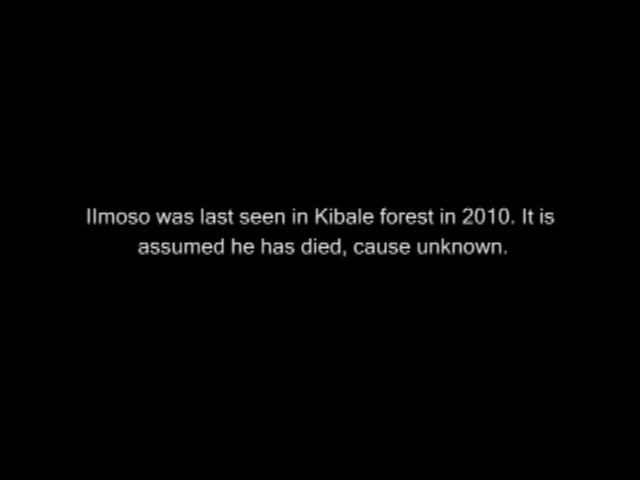 Ilmoso was last seen in Kibale forest in 2010. It is
assumed he has died, cause unknown.